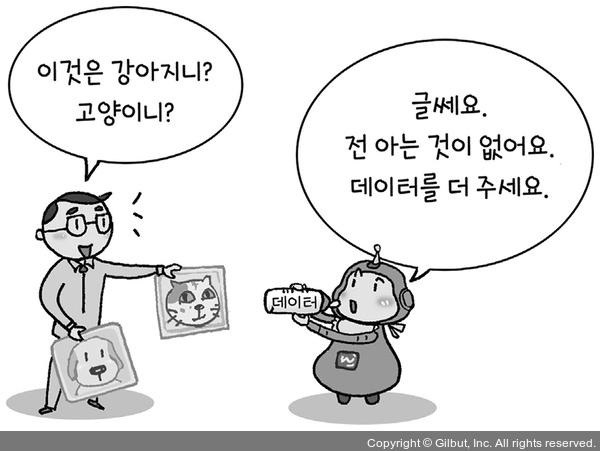 이것은 강아지니?
고양이니?
글쎄요.
전 아는 것이 없어요.
데이터를 더 주세요.
데이터
W
Copyright © Gilbut, Inc. All rights reserved.